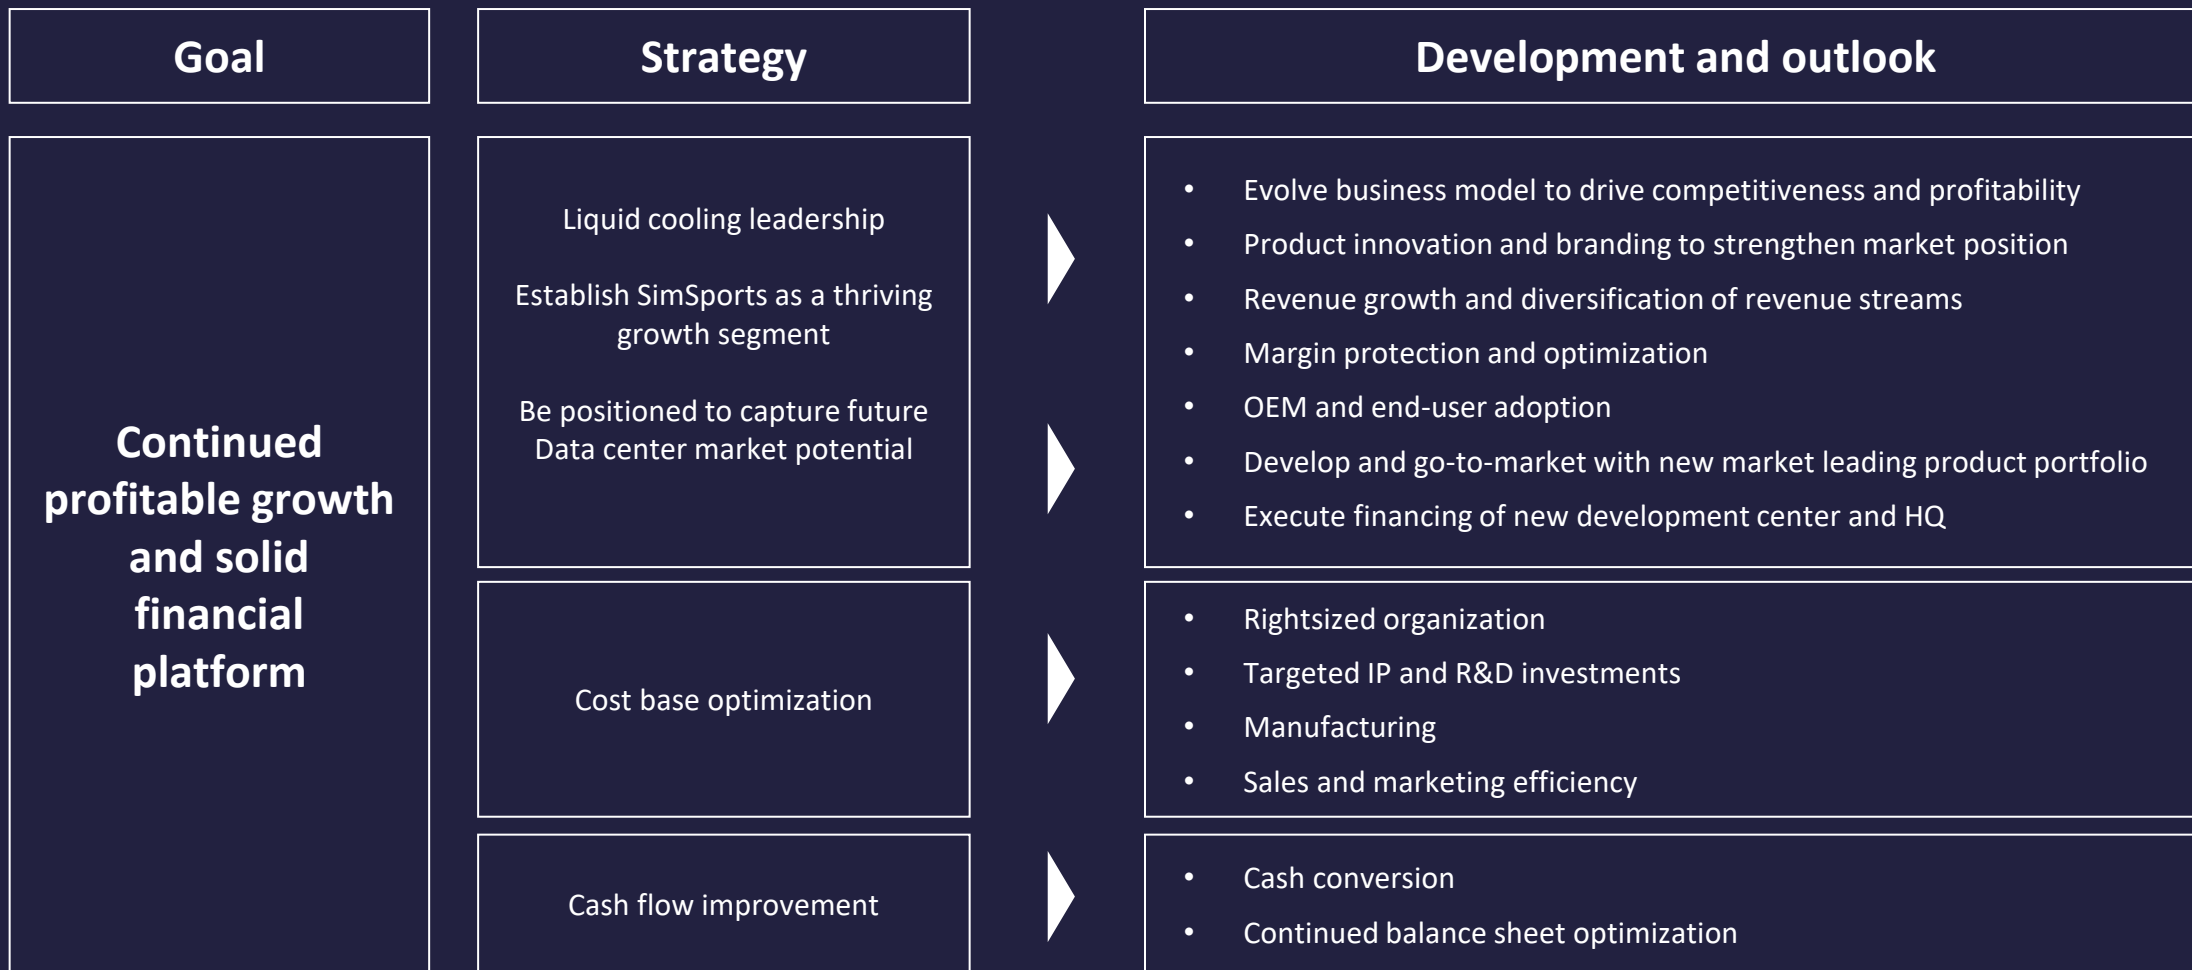 Goal
Strategy
Development and outlook
Continued
profitable growth
and solid
financial
platform
Liquid cooling leadership
Establish SimSports as a thriving
growth segment
Be positioned to capture future
Data center market potential
• Evolve business model to drive competitiveness and profitability
• Product innovation and branding to strengthen market position
• Revenue growth and diversification of revenue streams
• Margin protection and optimization
• OEM and end-user adoption
• Develop and go-to-market with new market leading product portfolio
• Execute financing of new development center and HQ
Cost base optimization
• Rightsized organization
• Targeted IP and R&D investments
• Manufacturing
• Sales and marketing efficiency
Cash flow improvement
• Cash conversion
• Continued balance sheet optimization